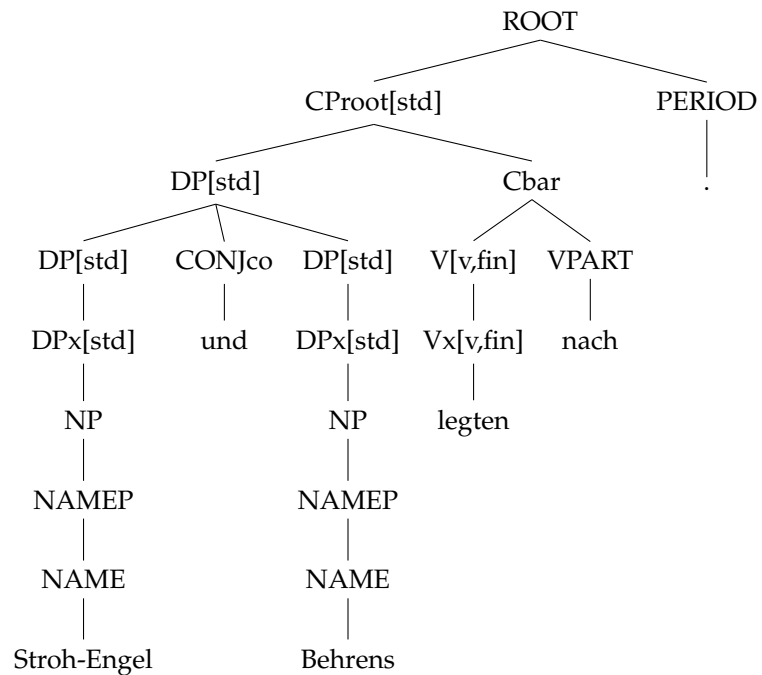 ROOT
CProot[std] PERIOD
DP[std] Cbar .
DP[std] CONJco DP[std] V[v,fin] VPART
DPx[std] und DPx[std] Vx[v,fin] nach
NP NP legten
NAMEP NAMEP
NAME NAME
Stroh-Engel Behrens